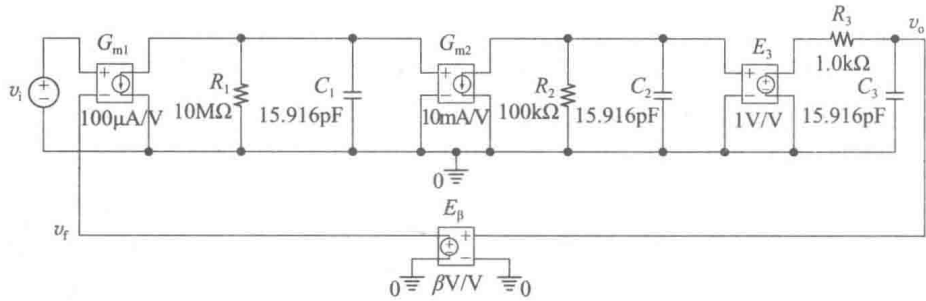 G_m1
G_m2
R_3
v_o
v_i
+
−
100μA/V
R_1
10MΩ
C_1
15.916pF
+
−
10mA/V
R_2
100kΩ
C_2
15.916pF
E_3
+
−
1V/V
1.0kΩ
C_3
15.916pF
0
v_f
E_β
+
−
0
βV/V
0